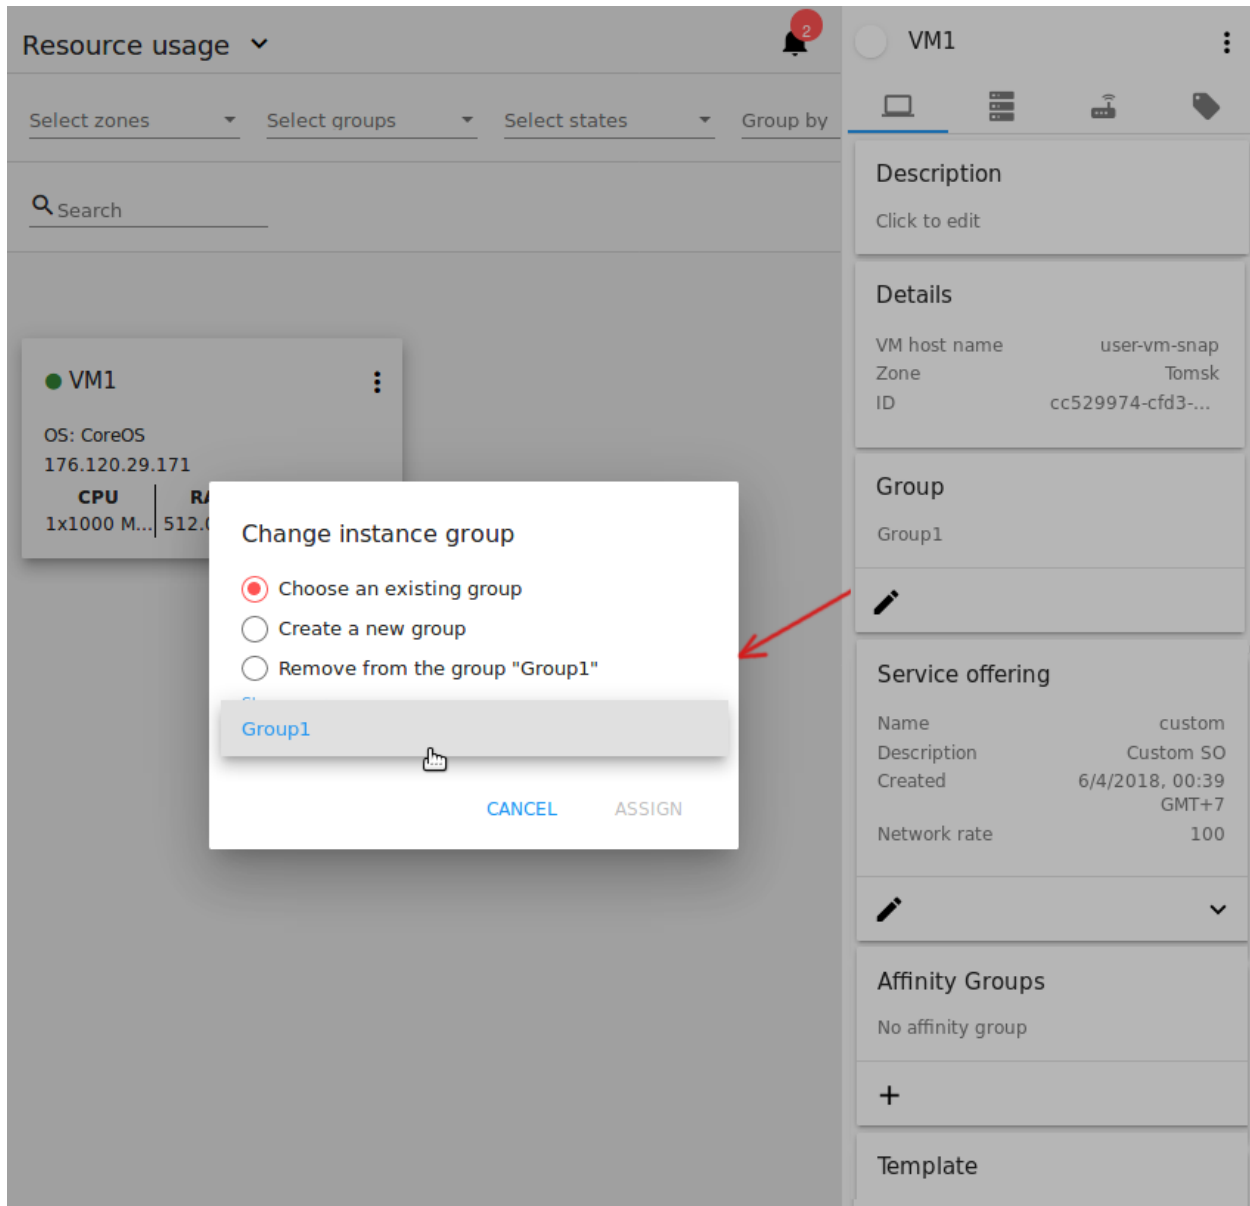 Resource usage
2
Select zones
Select groups
Select states
Group by
Search
VM1
OS: CoreOS
176.120.29.171
CPU
1x1000 M...
512.0
Change instance group
Choose an existing group
Create a new group
Remove from the group "Group1"
Group1
CANCEL
ASSIGN
VM1
Description
Click to edit
Details
VM host name user-vm-snap
Zone Tomsk
ID cc529974-cfd3-...
Group
Group1
Service offering
Name custom
Description Custom SO
Created 6/4/2018, 00:39
GMT+7
Network rate 100
Affinity Groups
No affinity group
Template